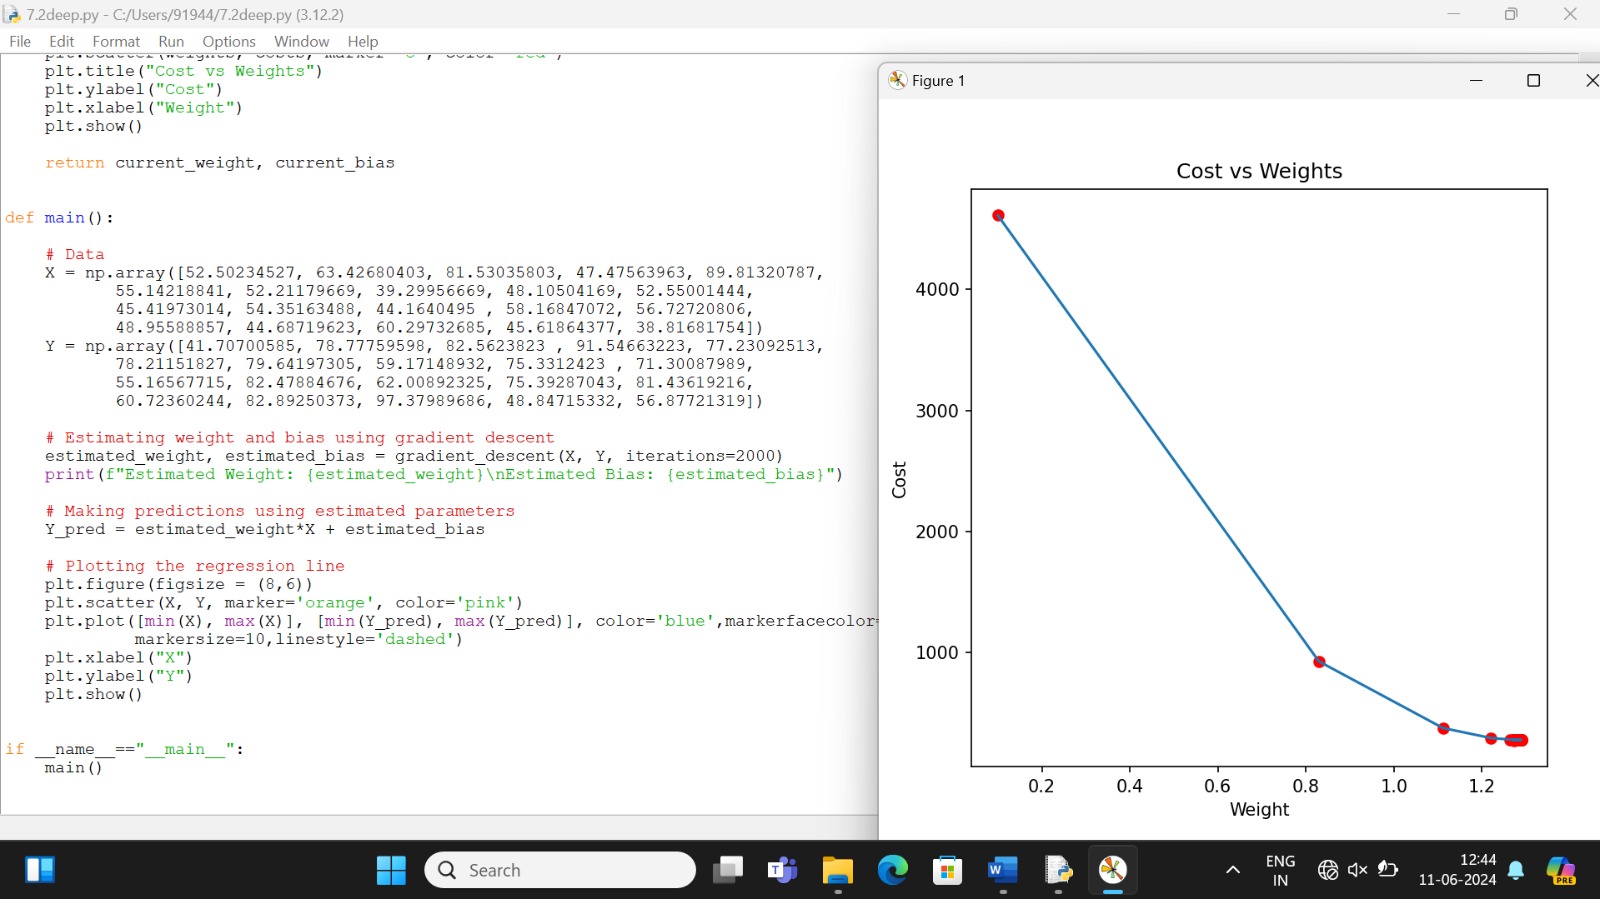 7.2deep.py - C:/Users/91944/7.2deep.py (3.12.2)
File Edit Format Run Options Window Help
plt.title("Cost vs Weights")
plt.ylabel("Cost")
plt.xlabel("Weight")
plt.show()
return current_weight, current_bias
def main():
# Data
X = np.array([52.50234527, 63.42680403, 81.53035803, 47.47563963, 89.81320787,
55.14218841, 52.21179669, 39.29956669, 48.10504169, 52.55001444,
45.41973014, 54.35163488, 44.1640495 , 58.16847072, 56.72720806,
48.95588857, 44.68719623, 60.29732685, 45.61864377, 38.81681754])
Y = np.array([41.70700585, 78.77759598, 82.5623823 , 91.54663223, 77.23092513,
78.21151827, 79.64197305, 59.17148932, 75.3312423 , 71.30087989,
55.16567715, 82.47884676, 62.00892325, 75.39287043, 81.43619216,
60.72360244, 82.89250373, 97.37989686, 48.84715332, 56.87721319])
# Estimating weight and bias using gradient descent
estimated_weight, estimated_bias = gradient_descent(X, Y, iterations=2000)
print(f"Estimated Weight: {estimated_weight}\nEstimated Bias: {estimated_bias}")
# Making predictions using estimated parameters
Y_pred = estimated_weight*X + estimated_bias
# Plotting the regression line
plt.figure(figsize = (8,6))
plt.scatter(X, Y, marker='orange', color='pink')
plt.plot([min(X), max(X)], [min(Y_pred), max(Y_pred)], color='blue',markerfacecolor=
markersize=10,linestyle='dashed')
plt.xlabel("X")
plt.ylabel("Y")
plt.show()
if __name__=="__main__":
main()
Figure 1
Cost vs Weights
4000
3000
2000
1000
Cost
0.2 0.4 0.6 0.8 1.0 1.2
Weight
Search
ENG
IN
12:44
11-06-2024
PRE